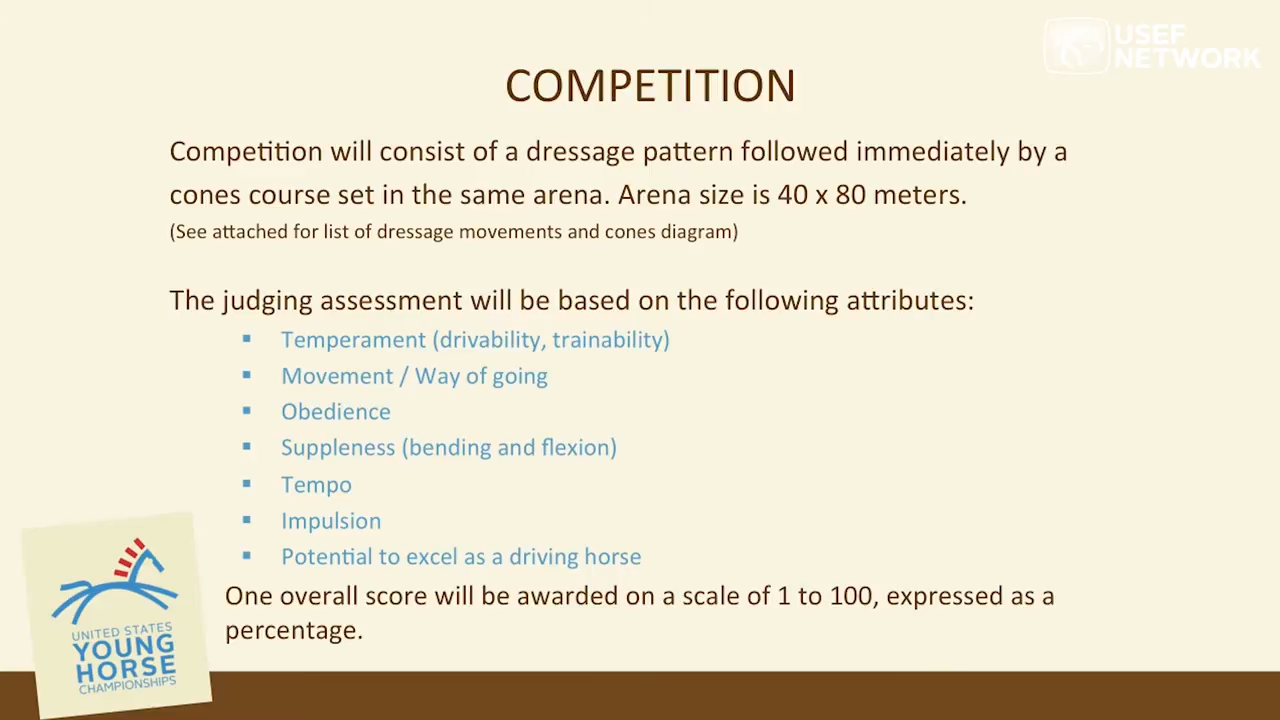 USEF
NETWORK
COMPETITION
Competition will consist of a dressage pattern followed immediately by a
cones course set in the same arena. Arena size is 40 x 80 meters.
(See attached for list of dressage movements and cones diagram)
The judging assessment will be based on the following attributes:
▪ Temperament (drivability, trainability)
▪ Movement / Way of going
▪ Obedience
▪ Suppleness (bending and flexion)
▪ Tempo
▪ Impulsion
▪ Potential to excel as a driving horse
One overall score will be awarded on a scale of 1 to 100, expressed as a
percentage.
UNITED STATES
YOUNG
HORSE
CHAMPIONSHIPS